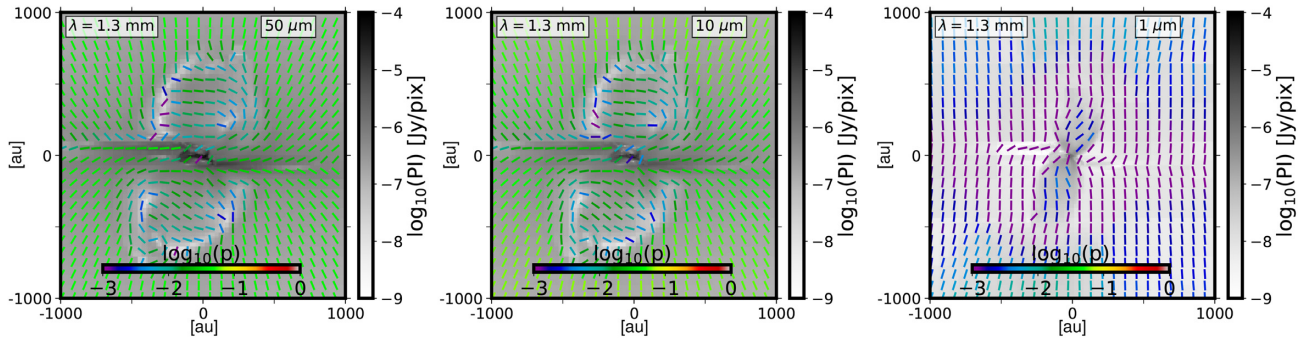 1000
λ = 1.3 mm
50 μm
0
-1000
-1000
0
1000
[au]
[au]
log₁₀(p)
−3 −2 −1 0
−4
−5
−6
−7
−8
−9
log₁₀(PI) [Jy/pix]
1000
λ = 1.3 mm
10 μm
0
-1000
-1000
0
1000
[au]
[au]
log₁₀(p)
−3 −2 −1 0
−4
−5
−6
−7
−8
−9
log₁₀(PI) [Jy/pix]
1000
λ = 1.3 mm
1 μm
0
-1000
-1000
0
1000
[au]
[au]
log₁₀(p)
−3 −2 −1 0
−4
−5
−6
−7
−8
−9
log₁₀(PI) [Jy/pix]